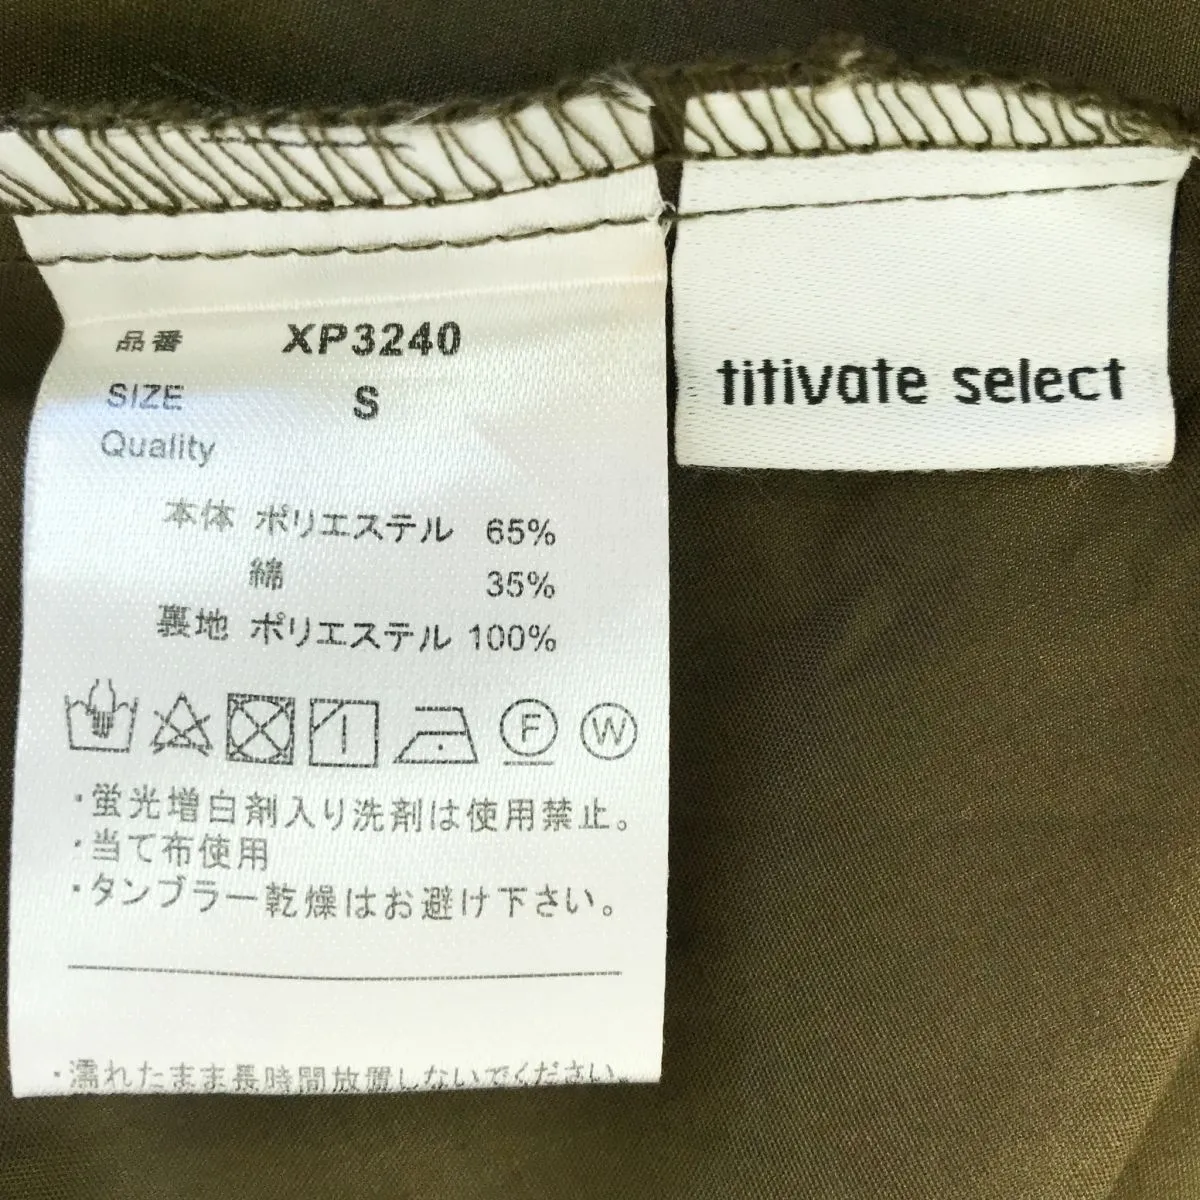 品番 XP3240
SIZE S
Quality
本体 ポリエステル 65%
綿 35%
裏地 ポリエステル 100%
F W
・蛍光増白剤入り洗剤は使用禁止。
・当て布使用
・タンブラー乾燥はお避け下さい。
・濡れたまま長時間放置しないでください。
titivate select